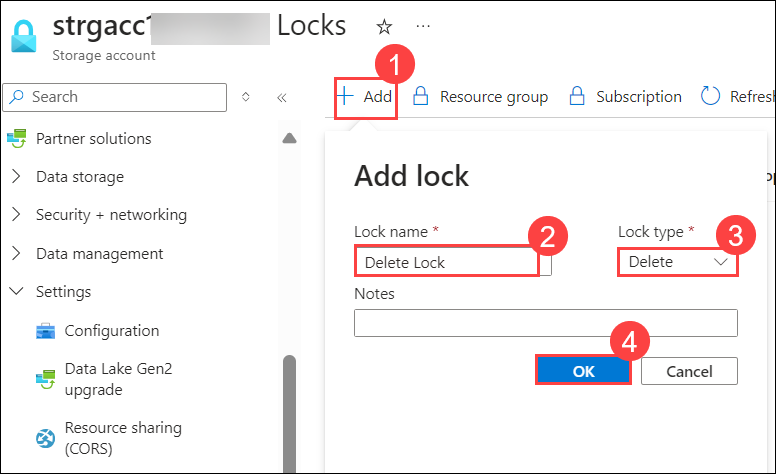 strgacc1 Locks ☆ ...
Storage account
1
Search
«
+ Add Resource group Subscription Refresh
Partner solutions
Data storage
Security + networking
Data management
Settings
Configuration
Data Lake Gen2
upgrade
Resource sharing
(CORS)
Add lock
Lock name * 2
Delete Lock
Lock type * 3
Delete
Notes
4
OK
Cancel